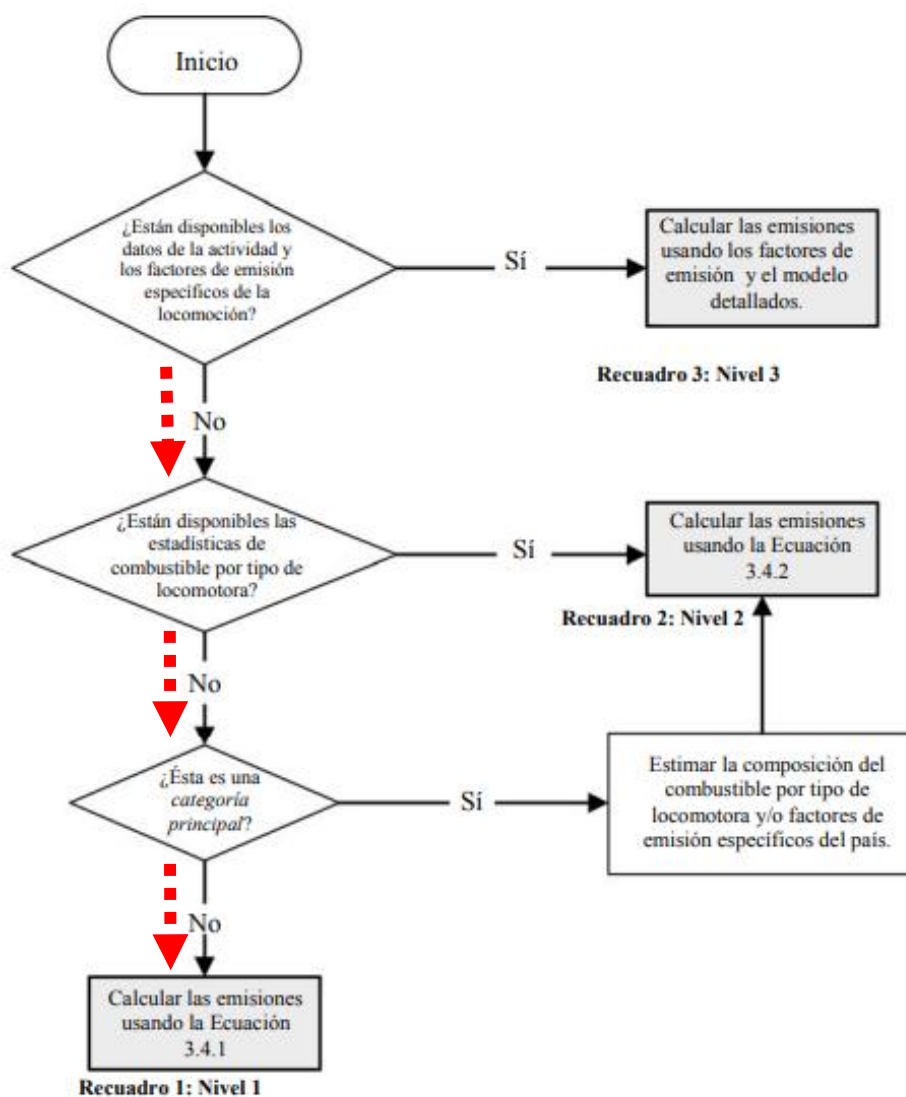 Inicio
¿Están disponibles los
datos de la actividad y
los factores de emisión
específicos de la
locomoción?
Sí
Calcular las emisiones
usando los factores de
emisión y el modelo
detallados.
Recuadro 3: Nivel 3
No
¿Están disponibles las
estadísticas de
combustible por tipo de
locomotora?
Sí
Calcular las emisiones
usando la Ecuación
3.4.2
Recuadro 2: Nivel 2
No
¿Ésta es una
categoría
principal?
Sí
Estimar la composición del
combustible por tipo de
locomotora y/o factores de
emisión específicos del país.
No
Calcular las emisiones
usando la Ecuación
3.4.1
Recuadro 1: Nivel 1